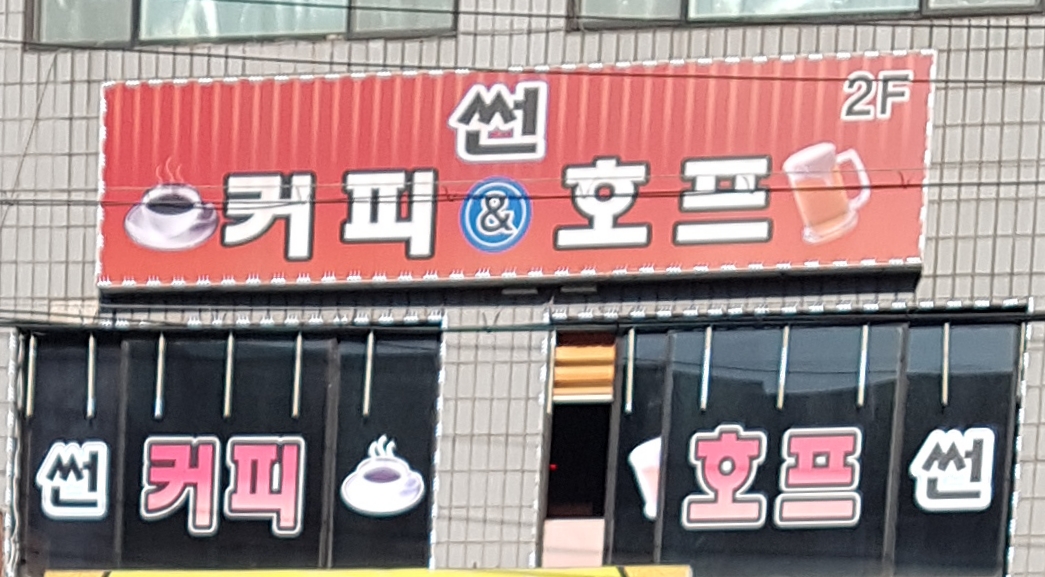 썬
2F
커피 & 호프
썬 커피
호프 썬